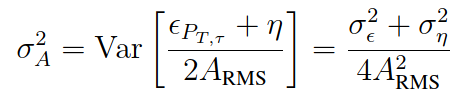 σ_A^2 = Var [ (ϵ_{P_{T,τ}} + η) / (2A_RMS) ] = (σ_ϵ^2 + σ_η^2) / (4A_RMS^2)